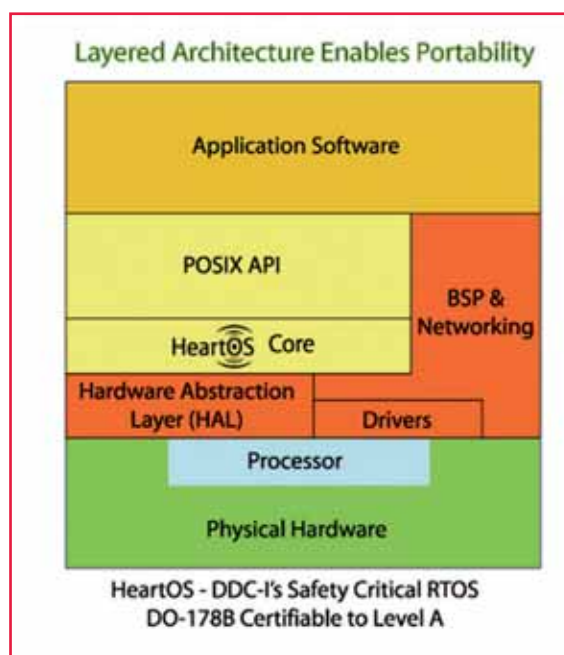 Layered Architecture Enables Portability
Application Software
POSIX API
BSP &
Networking
HeartOS Core
Hardware Abstraction
Layer (HAL)
Drivers
Processor
Physical Hardware
HeartOS - DDC-I's Safety Critical RTOS
DO-178B Certifiable to Level A